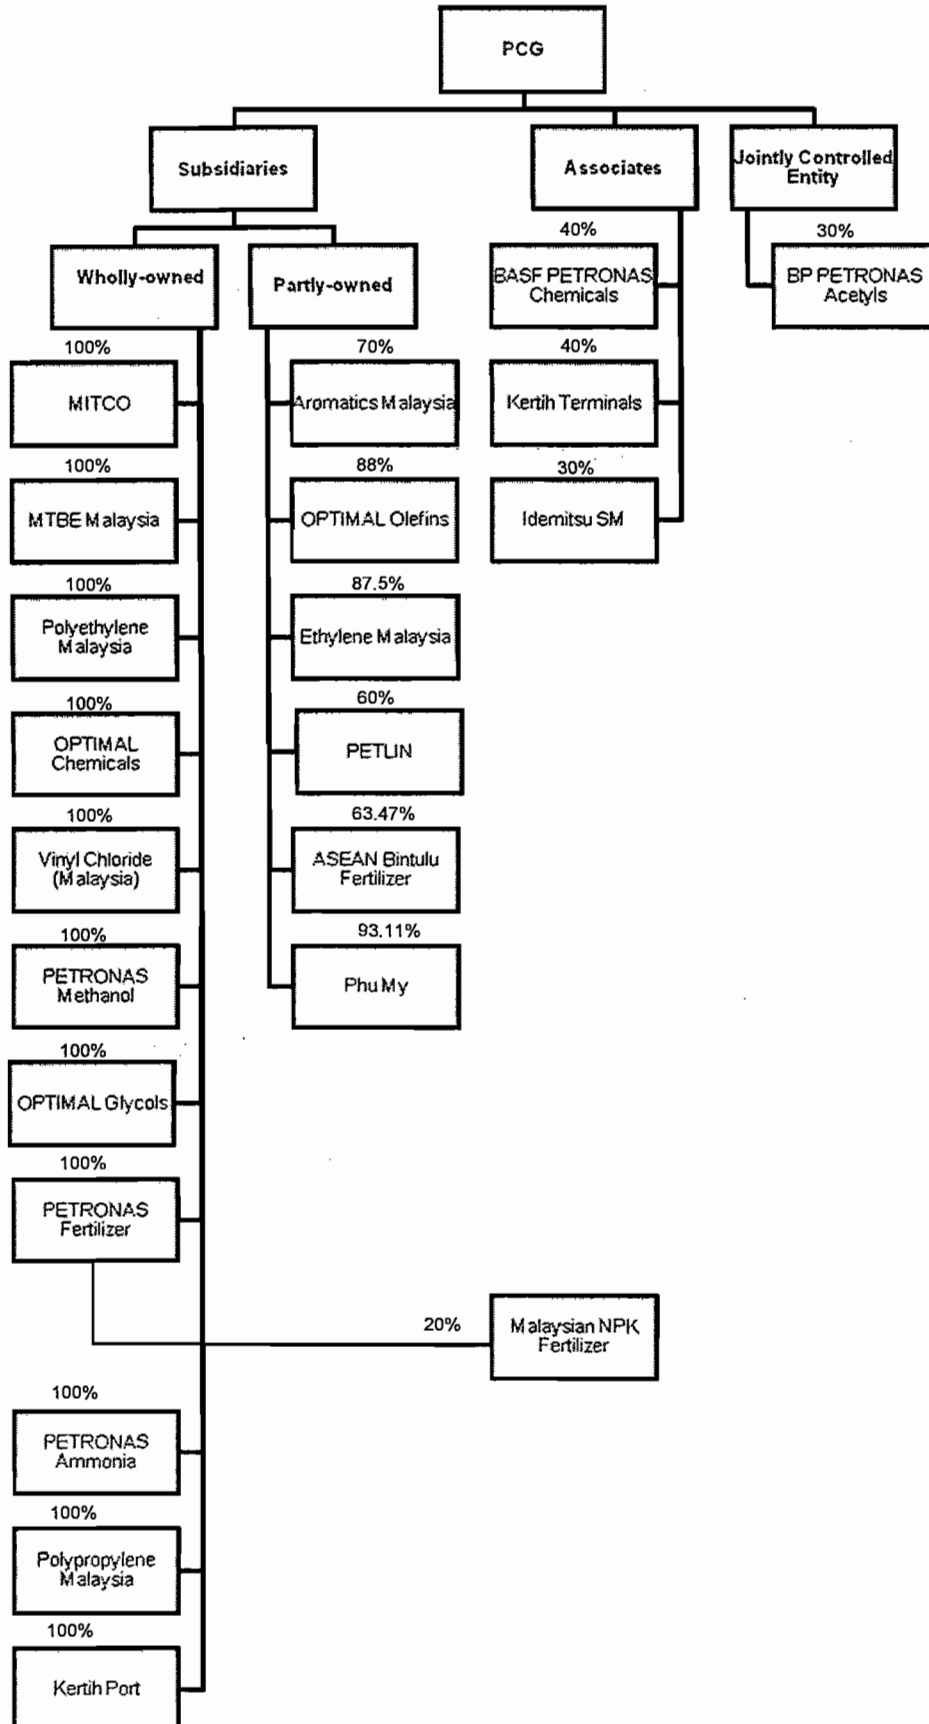 PCG
Subsidiaries
Associates
Jointly Controlled
Entity
Wholly-owned
Partly-owned
40%
BASF PETRONAS
Chemicals
30%
BP PETRONAS
Acetyls
100%
MITCO
70%
Aromatics Malaysia
40%
Kertih Terminals
100%
MTBE Malaysia
88%
OPTIMAL Olefins
30%
Idemitsu SM
100%
Polyethylene
Malaysia
87.5%
Ethylene Malaysia
100%
OPTIMAL
Chemicals
60%
PETLIN
100%
Vinyl Chloride
(Malaysia)
63.47%
ASEAN Bintulu
Fertilizer
100%
PETRONAS
Methanol
93.11%
Phu My
100%
OPTIMAL Glycols
100%
PETRONAS
Fertilizer
20%
Malaysian NPK
Fertilizer
100%
PETRONAS
Ammonia
100%
Polypropylene
Malaysia
100%
Kertih Port